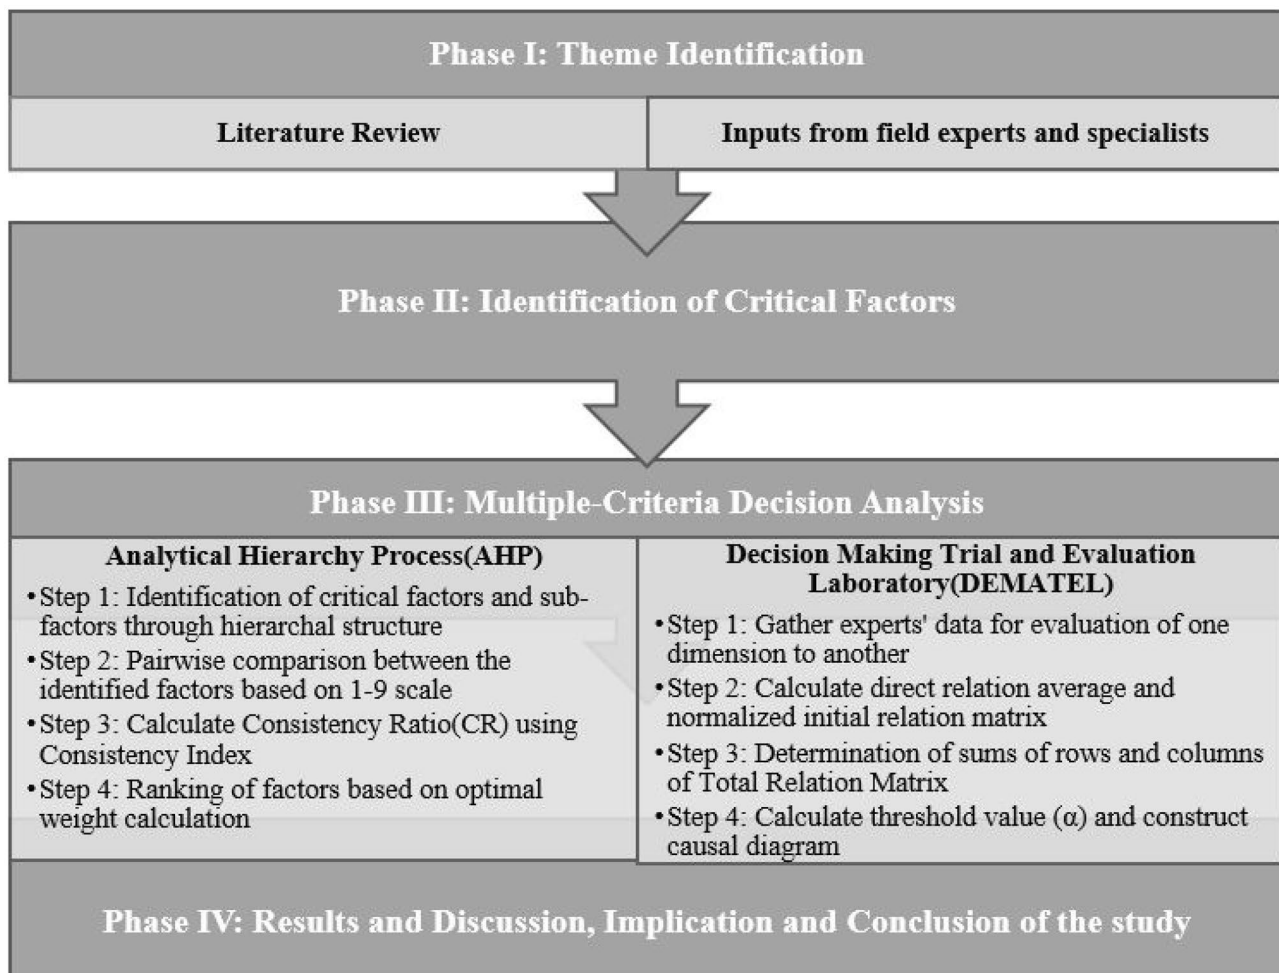 Phase I: Theme Identification
Literature Review
Inputs from field experts and specialists
Phase II: Identification of Critical Factors
Phase III: Multiple-Criteria Decision Analysis
Analytical Hierarchy Process(AHP)
•Step 1: Identification of critical factors and sub-
factors through hierarchal structure
•Step 2: Pairwise comparison between the
identified factors based on 1-9 scale
•Step 3: Calculate Consistency Ratio(CR) using
Consistency Index
•Step 4: Ranking of factors based on optimal
weight calculation
Decision Making Trial and Evaluation
Laboratory(DEMATEL)
•Step 1: Gather experts' data for evaluation of one
dimension to another
•Step 2: Calculate direct relation average and
normalized initial relation matrix
•Step 3: Determination of sums of rows and columns
of Total Relation Matrix
•Step 4: Calculate threshold value (α) and construct
causal diagram
Phase IV: Results and Discussion, Implication and Conclusion of the study